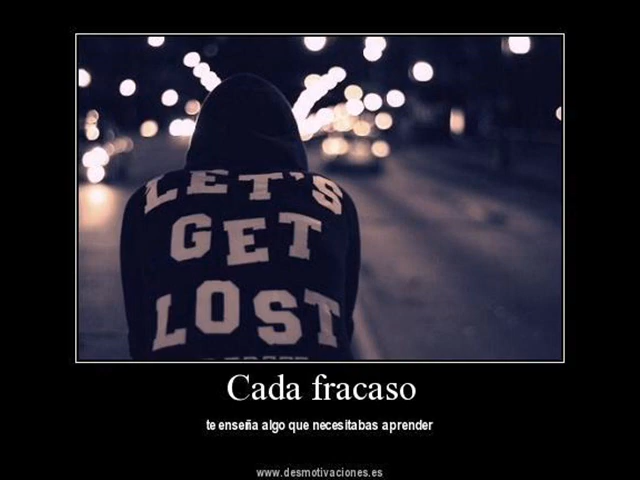 LET'S
GET
LOST
Cada fracaso
te enseña algo que necesitabas aprender
www.desmotivaciones.es